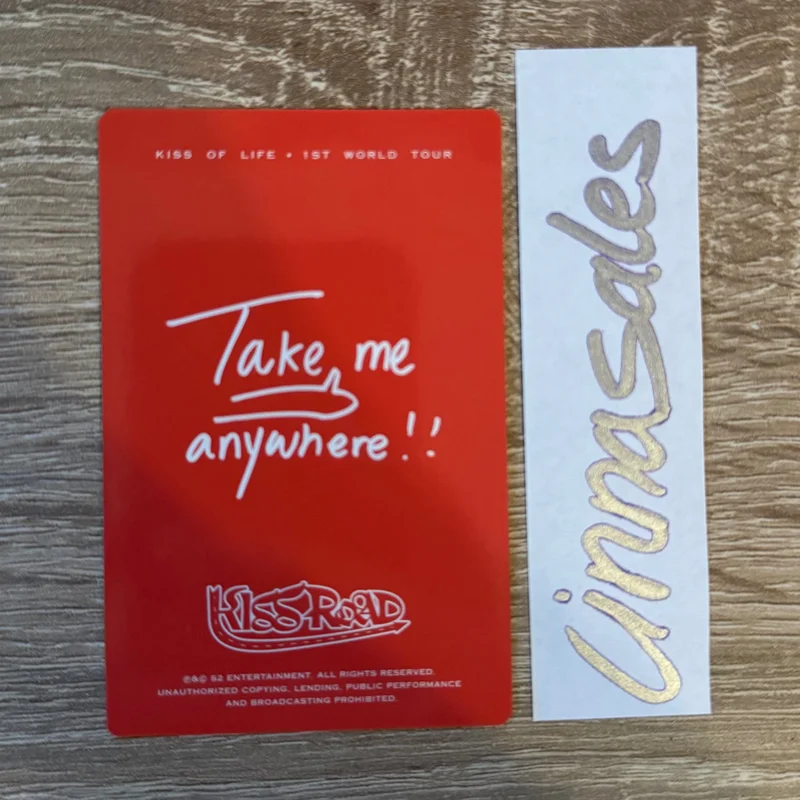 KISS OF LIFE • 1ST WORLD TOUR
Take me
anywhere!!
KISS ROAD
℗&© S2 ENTERTAINMENT. ALL RIGHTS RESERVED.
UNAUTHORIZED COPYING, LENDING, PUBLIC PERFORMANCE
AND BROADCASTING PROHIBITED.
CinnaSales